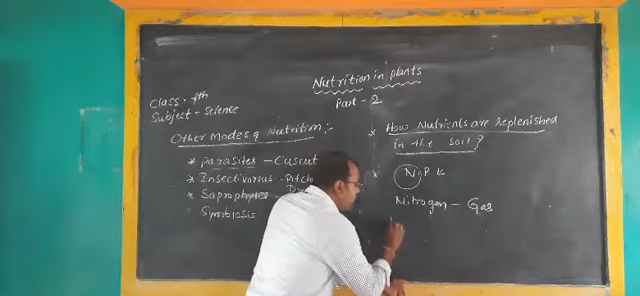 Nutrition in plants
Part - 2
Class - 7th
Subject - Science
Other Modes of Nutrition :-
* Parasites - Cuscut
* Insectivorous - Pitch
* Saprophytes -
* Symbiosis
* How Nutrients are replenished
in the Soil?
* N, P K
Nitrogen - Gas